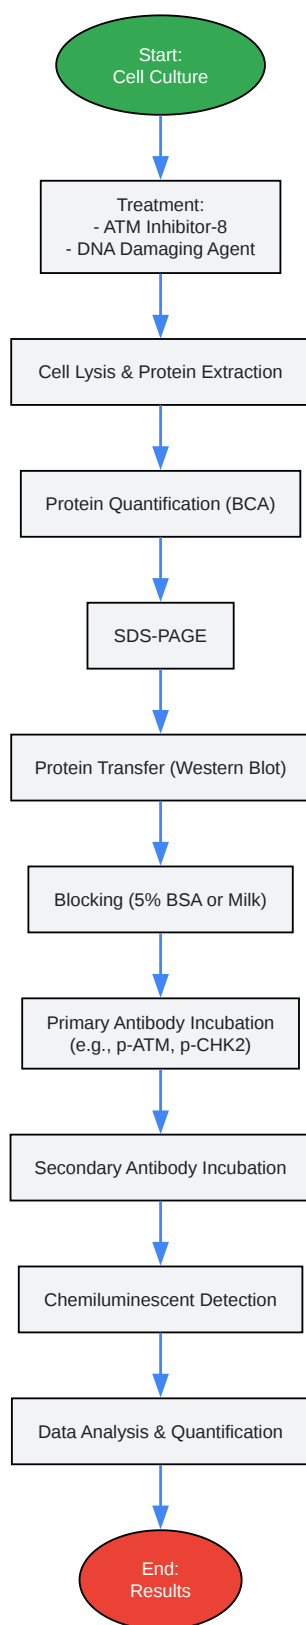 Start:
Cell Culture
Treatment:
- ATM Inhibitor-8
- DNA Damaging Agent
Cell Lysis & Protein Extraction
Protein Quantification (BCA)
SDS-PAGE
Protein Transfer (Western Blot)
Blocking (5% BSA or Milk)
Primary Antibody Incubation
(e.g., p-ATM, p-CHK2)
Secondary Antibody Incubation
Chemiluminescent Detection
Data Analysis & Quantification
End:
Results